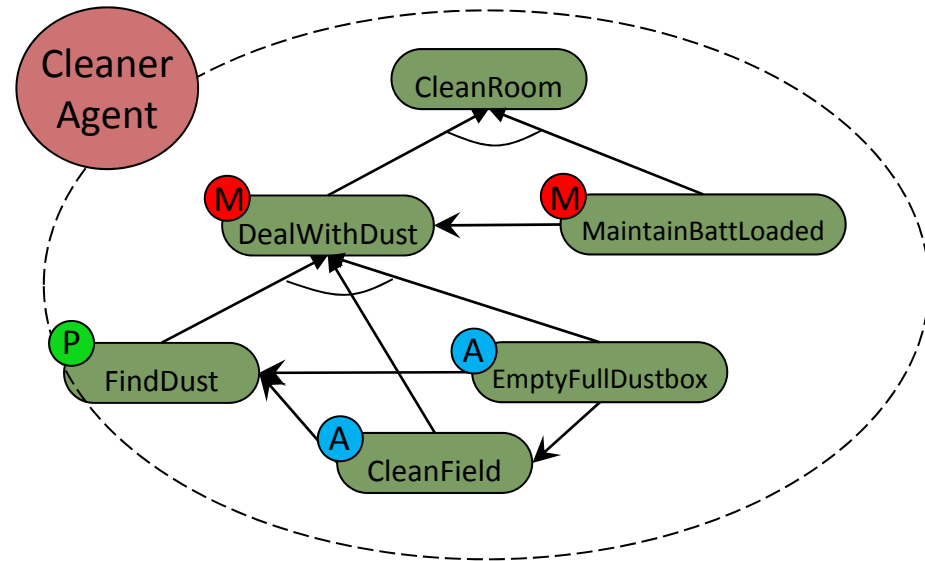 Cleaner
Agent
CleanRoom
M
DealWithDust
M
MaintainBattLoaded
P
FindDust
A
EmptyFullDustbox
A
CleanField